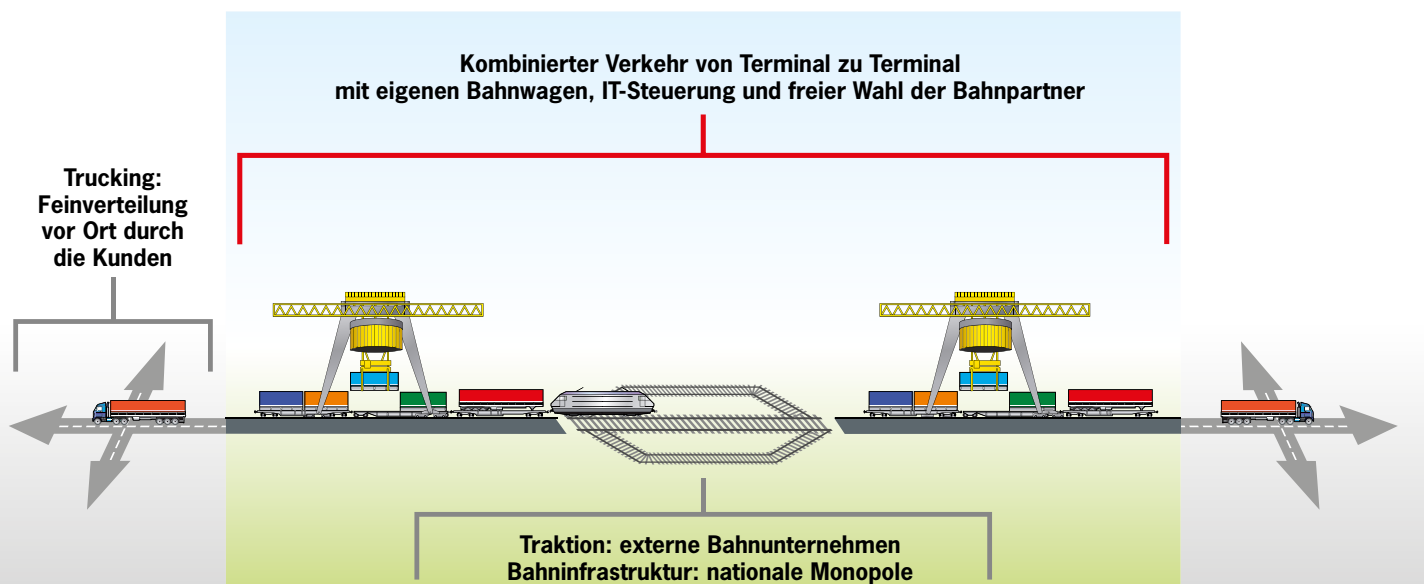 Kombinierter Verkehr von Terminal zu Terminal
mit eigenen Bahnwagen, IT-Steuerung und freier Wahl der Bahnpartner
Trucking:
Feinverteilung
vor Ort durch
die Kunden
Traktion: externe Bahnunternehmen
Bahninfrastruktur: nationale Monopole